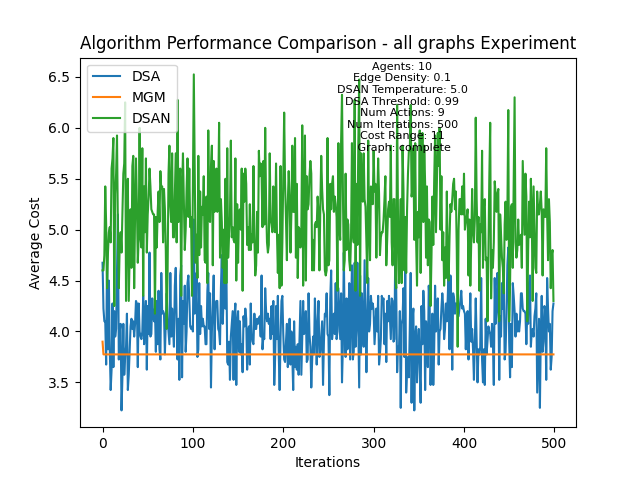 Algorithm Performance Comparison - all graphs Experiment
DSA
MGM
DSAN
Agents: 10
Edge Density: 0.1
DSAN Temperature: 5.0
DSA Threshold: 0.99
Num Actions: 9
Num Iterations: 500
Cost Range: 11
Graph: complete
Average Cost
6.5
6.0
5.5
5.0
4.5
4.0
3.5
0 100 200 300 400 500
Iterations